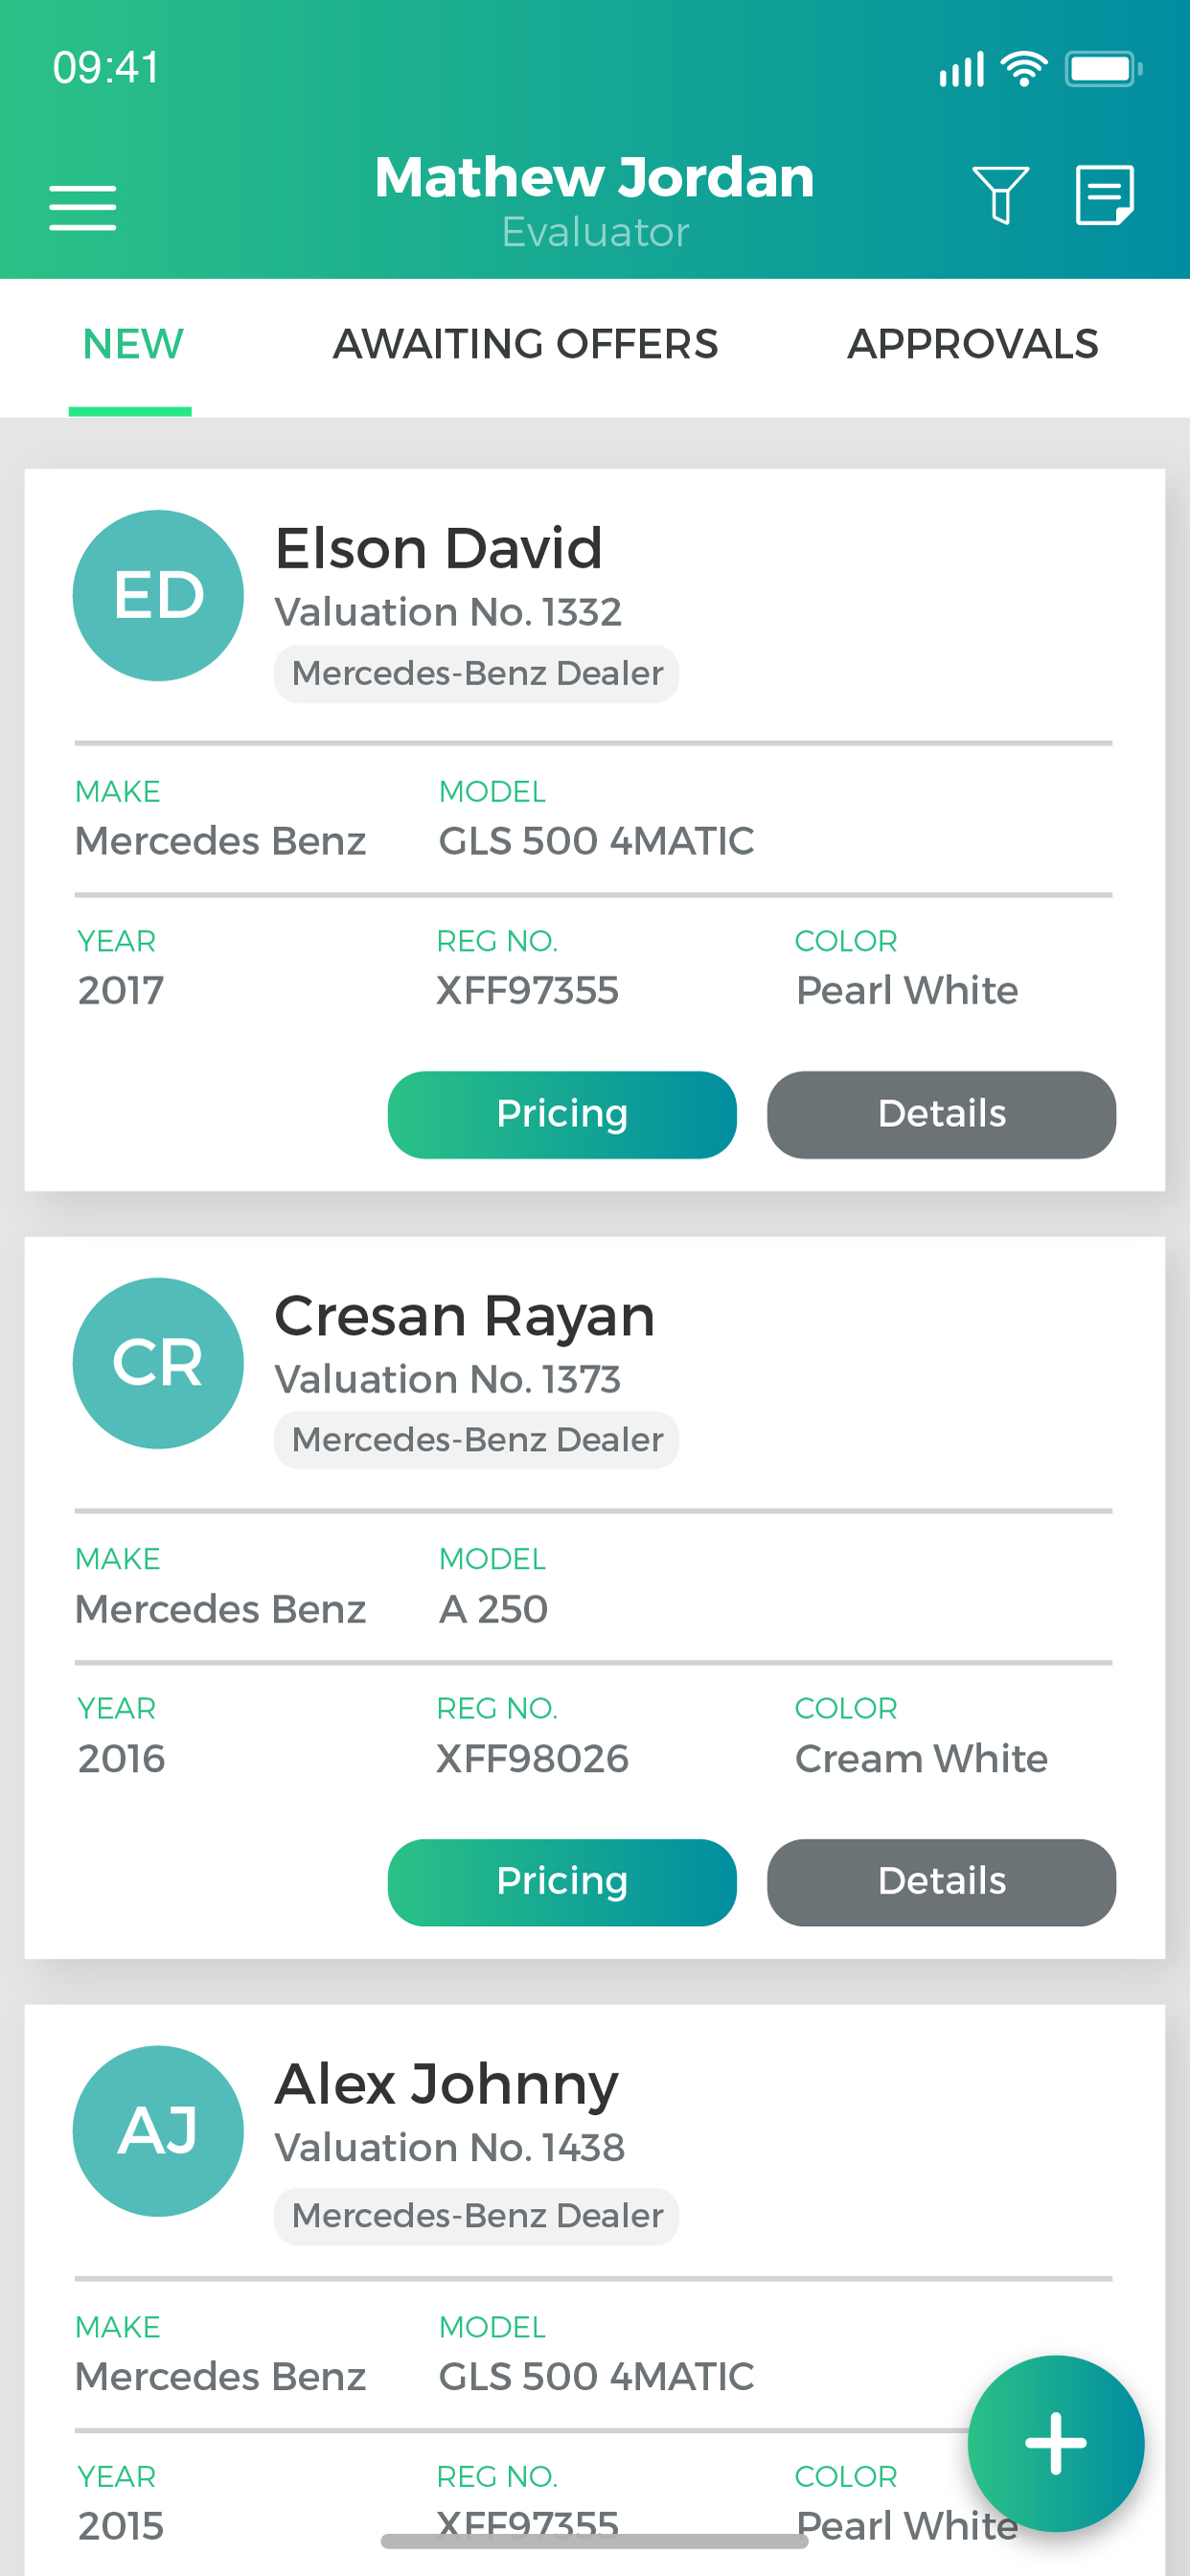 09:41
Mathew Jordan
Evaluator
NEW AWAITING OFFERS APPROVALS
ED
Elson David
Valuation No. 1332
Mercedes-Benz Dealer
MAKE MODEL
Mercedes Benz GLS 500 4MATIC
YEAR REG NO. COLOR
2017 XFF97355 Pearl White
Pricing Details
CR
Cresan Rayan
Valuation No. 1373
Mercedes-Benz Dealer
MAKE MODEL
Mercedes Benz A 250
YEAR REG NO. COLOR
2016 XFF98026 Cream White
Pricing Details
AJ
Alex Johnny
Valuation No. 1438
Mercedes-Benz Dealer
MAKE MODEL
Mercedes Benz GLS 500 4MATIC
YEAR REG NO. COLOR
2015 XFF97355 Pearl White